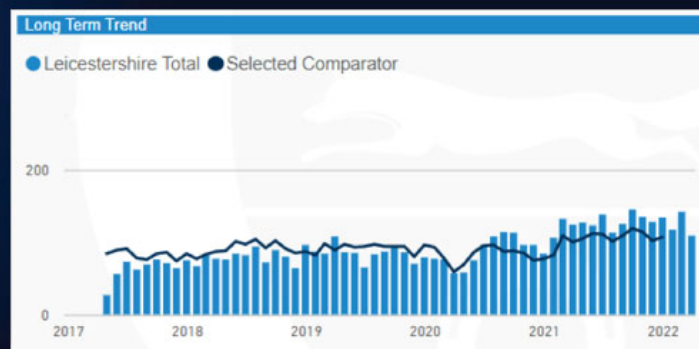 Long Term Trend
Leicestershire Total Selected Comparator
200
0
2017 2018 2019 2020 2021 2022